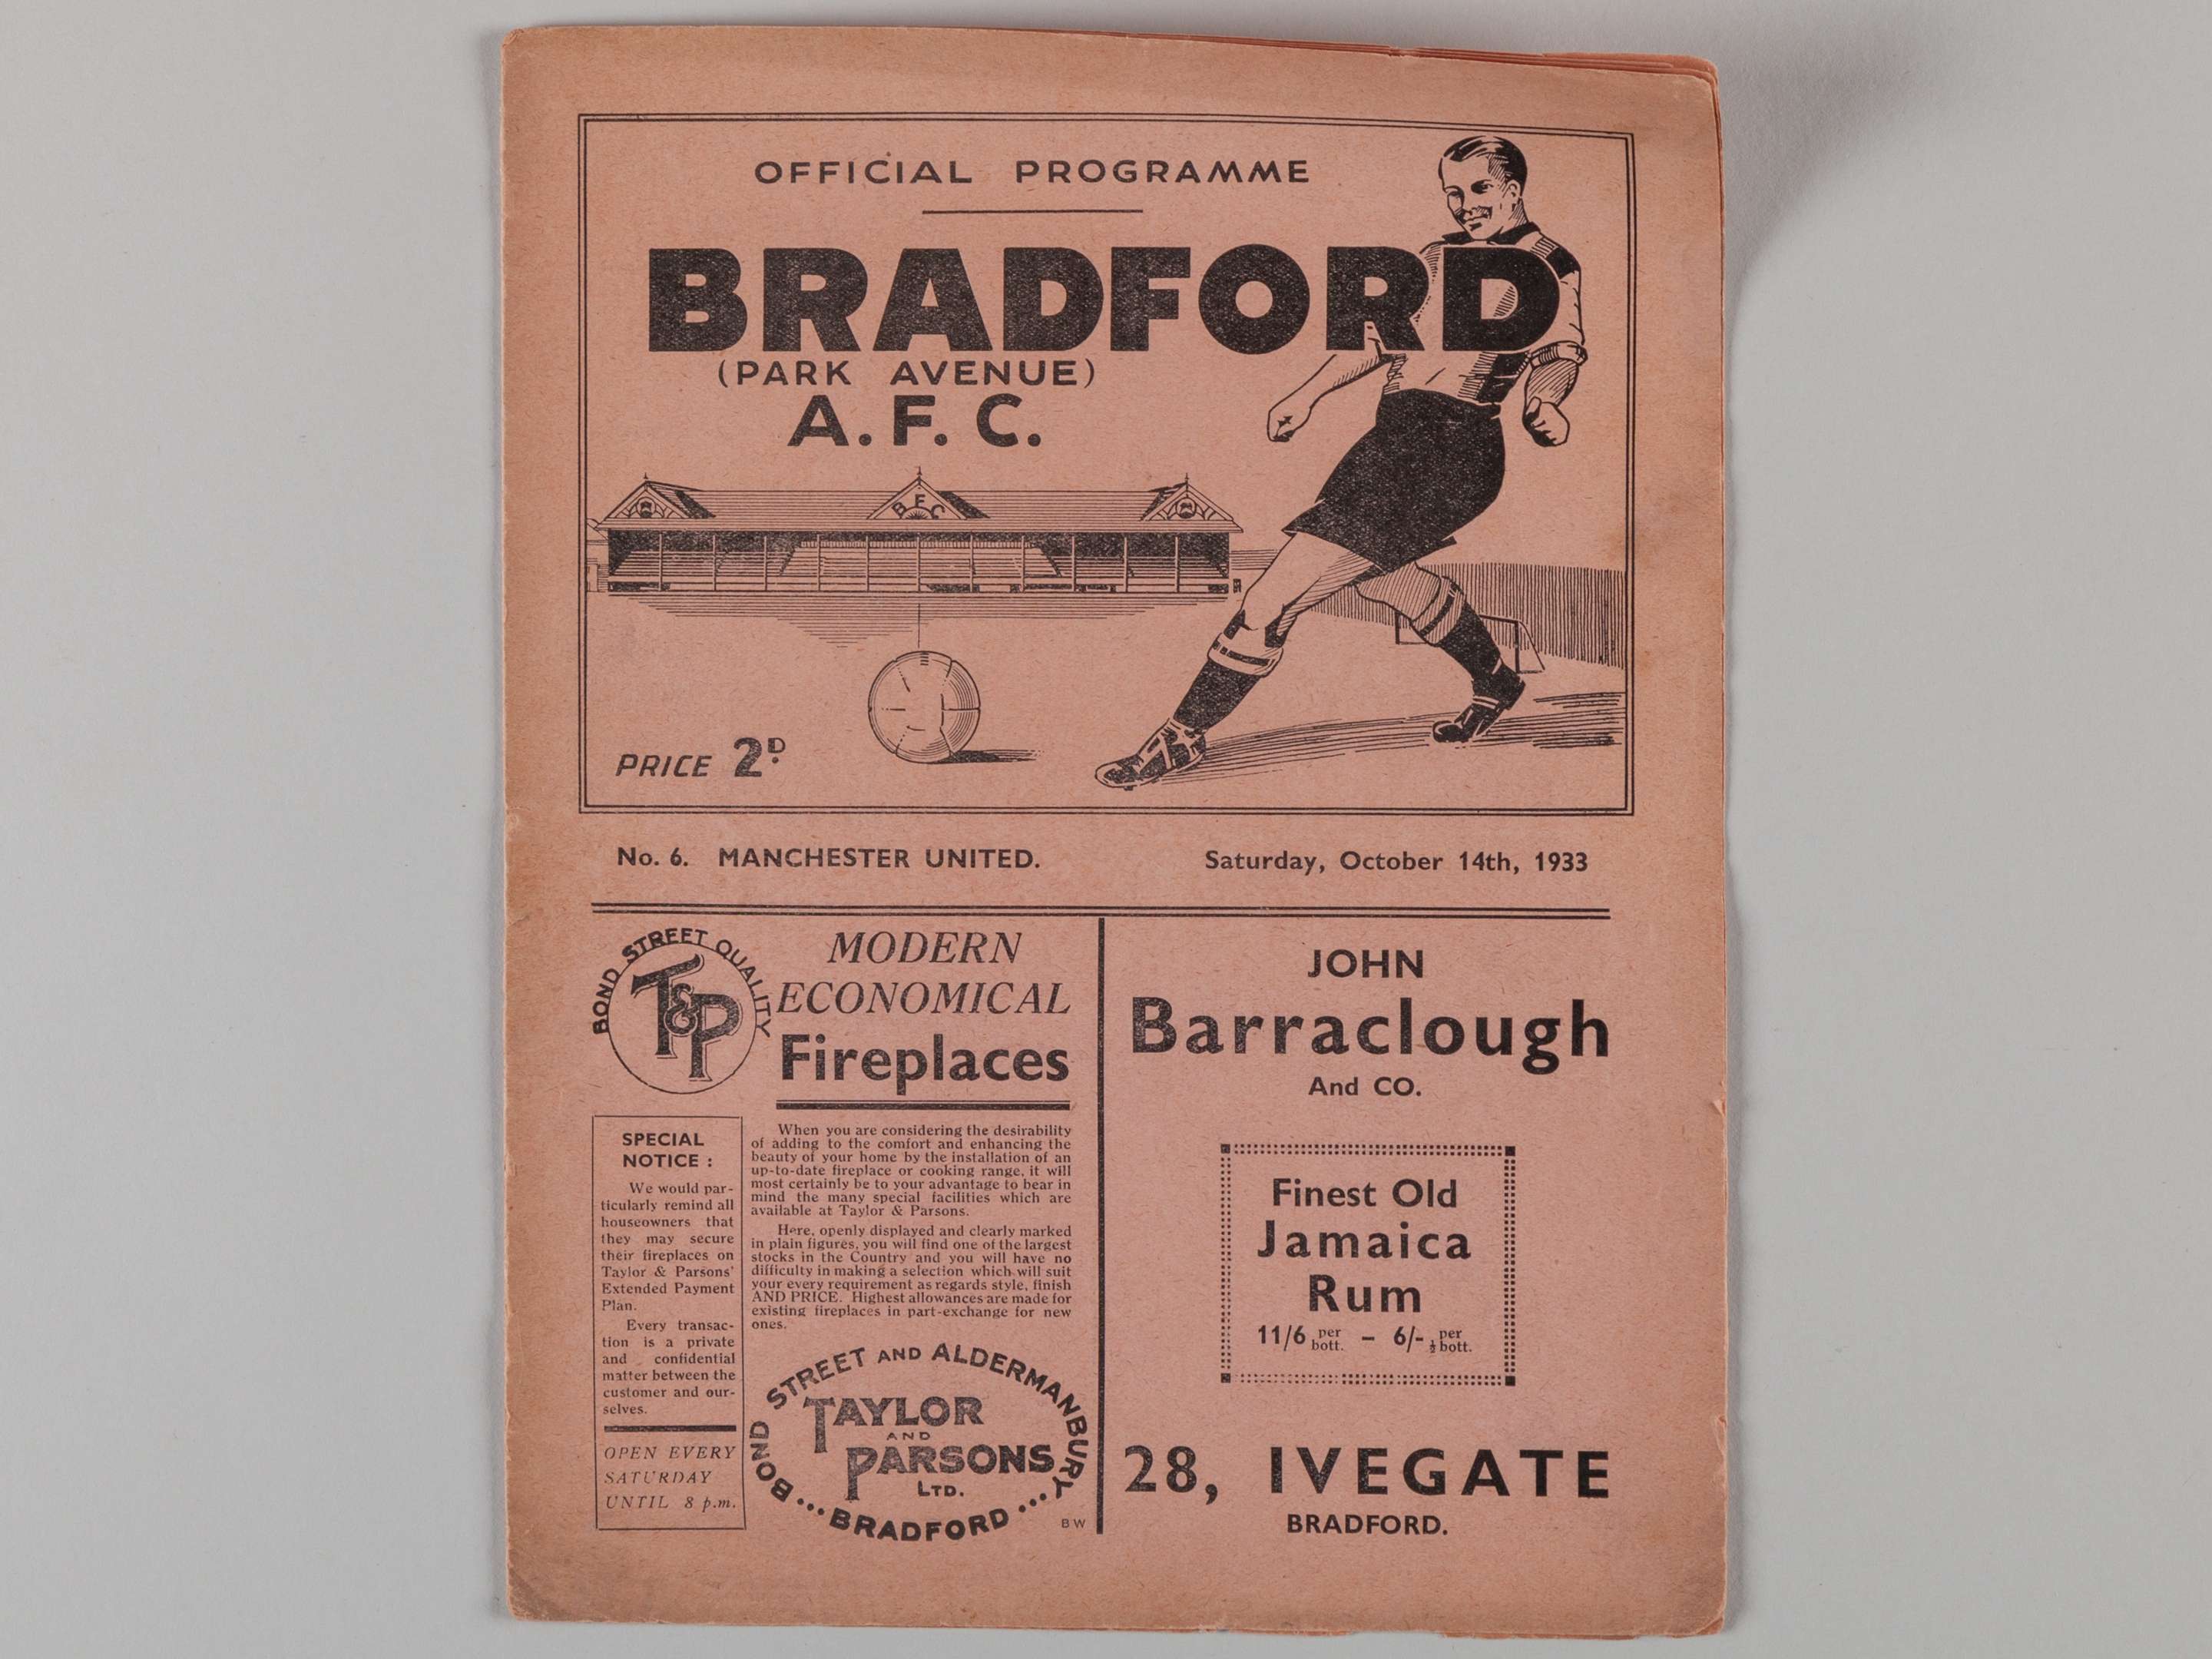 OFFICIAL PROGRAMME
BRADFORD
(PARK AVENUE)
A. F. C.
B F C
PRICE 2D.
No. 6. MANCHESTER UNITED. Saturday, October 14th, 1933
BOND STREET QUALITY
T&P
MODERN
ECONOMICAL
Fireplaces
SPECIAL
NOTICE :
We would par-
ticularly remind all
houseowners that
they may secure
their fireplaces on
Taylor & Parsons'
Extended Payment
Plan.
Every transac-
tion is a private
and confidential
matter between the
customer and our-
selves.
OPEN EVERY
SATURDAY
UNTIL 8 p.m.
When you are considering the desirability
of adding to the comfort and enhancing the
beauty of your home by the installation of an
up-to-date fireplace or cooking range, it will
most certainly be to your advantage to bear in
mind the many special facilities which are
available at Taylor & Parsons.
Here, openly displayed and clearly marked
in plain figures, you will find one of the largest
stocks in the Country and you will have no
difficulty in making a selection which will suit
your every requirement as regards style, finish
AND PRICE. Highest allowances are made for
existing fireplaces in part-exchange for new
ones.
BOND STREET AND ALDERMANBURY
TAYLOR
AND
PARSONS
LTD.
...BRADFORD...
BW
JOHN
Barraclough
And CO.
Finest Old
Jamaica
Rum
11/6 per bott. – 6/- per ½ bott.
28, IVEGATE
BRADFORD.